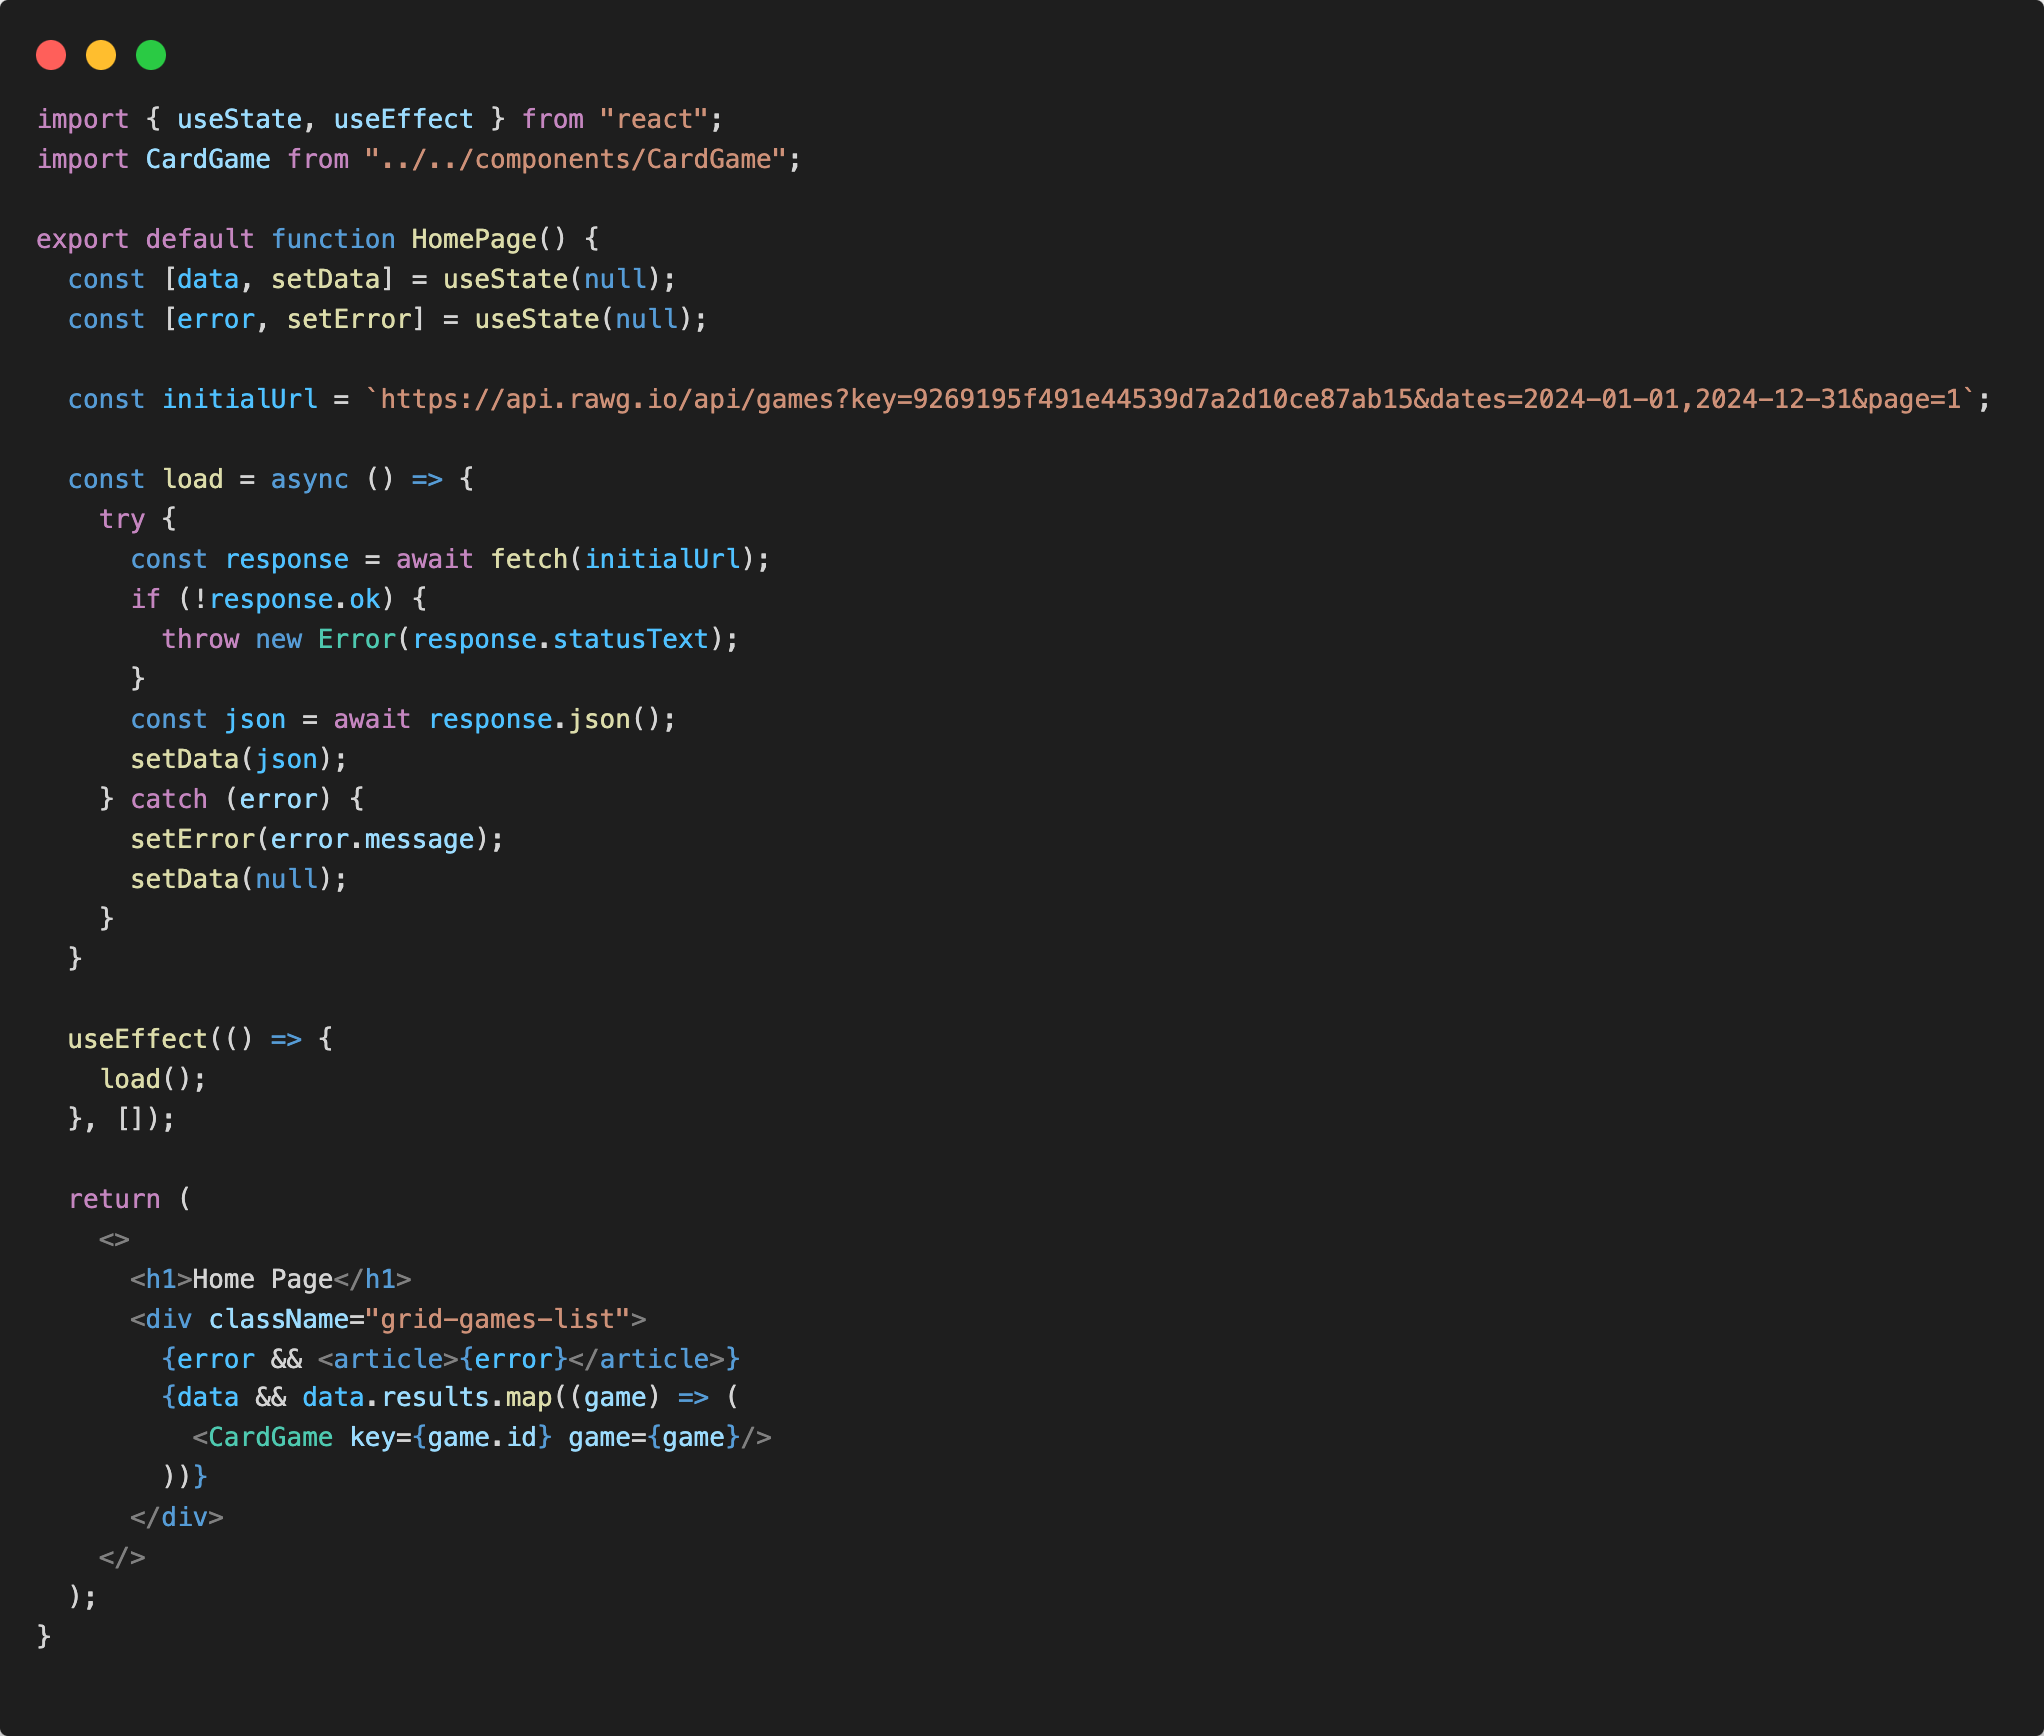 import { useState, useEffect } from "react";
import CardGame from "../../components/CardGame";

export default function HomePage() {
  const [data, setData] = useState(null);
  const [error, setError] = useState(null);

  const initialUrl = `https://api.rawg.io/api/games?key=9269195f491e44539d7a2d10ce87ab15&dates=2024-01-01,2024-12-31&page=1`;

  const load = async () => {
    try {
      const response = await fetch(initialUrl);
      if (!response.ok) {
        throw new Error(response.statusText);
      }
      const json = await response.json();
      setData(json);
    } catch (error) {
      setError(error.message);
      setData(null);
    }
  }

  useEffect(() => {
    load();
  }, []);

  return (
    <>
      <h1>Home Page</h1>
      <div className="grid-games-list">
        {error && <article>{error}</article>}
        {data && data.results.map((game) => (
          <CardGame key={game.id} game={game}/>
        ))}
      </div>
    </>
  );
}